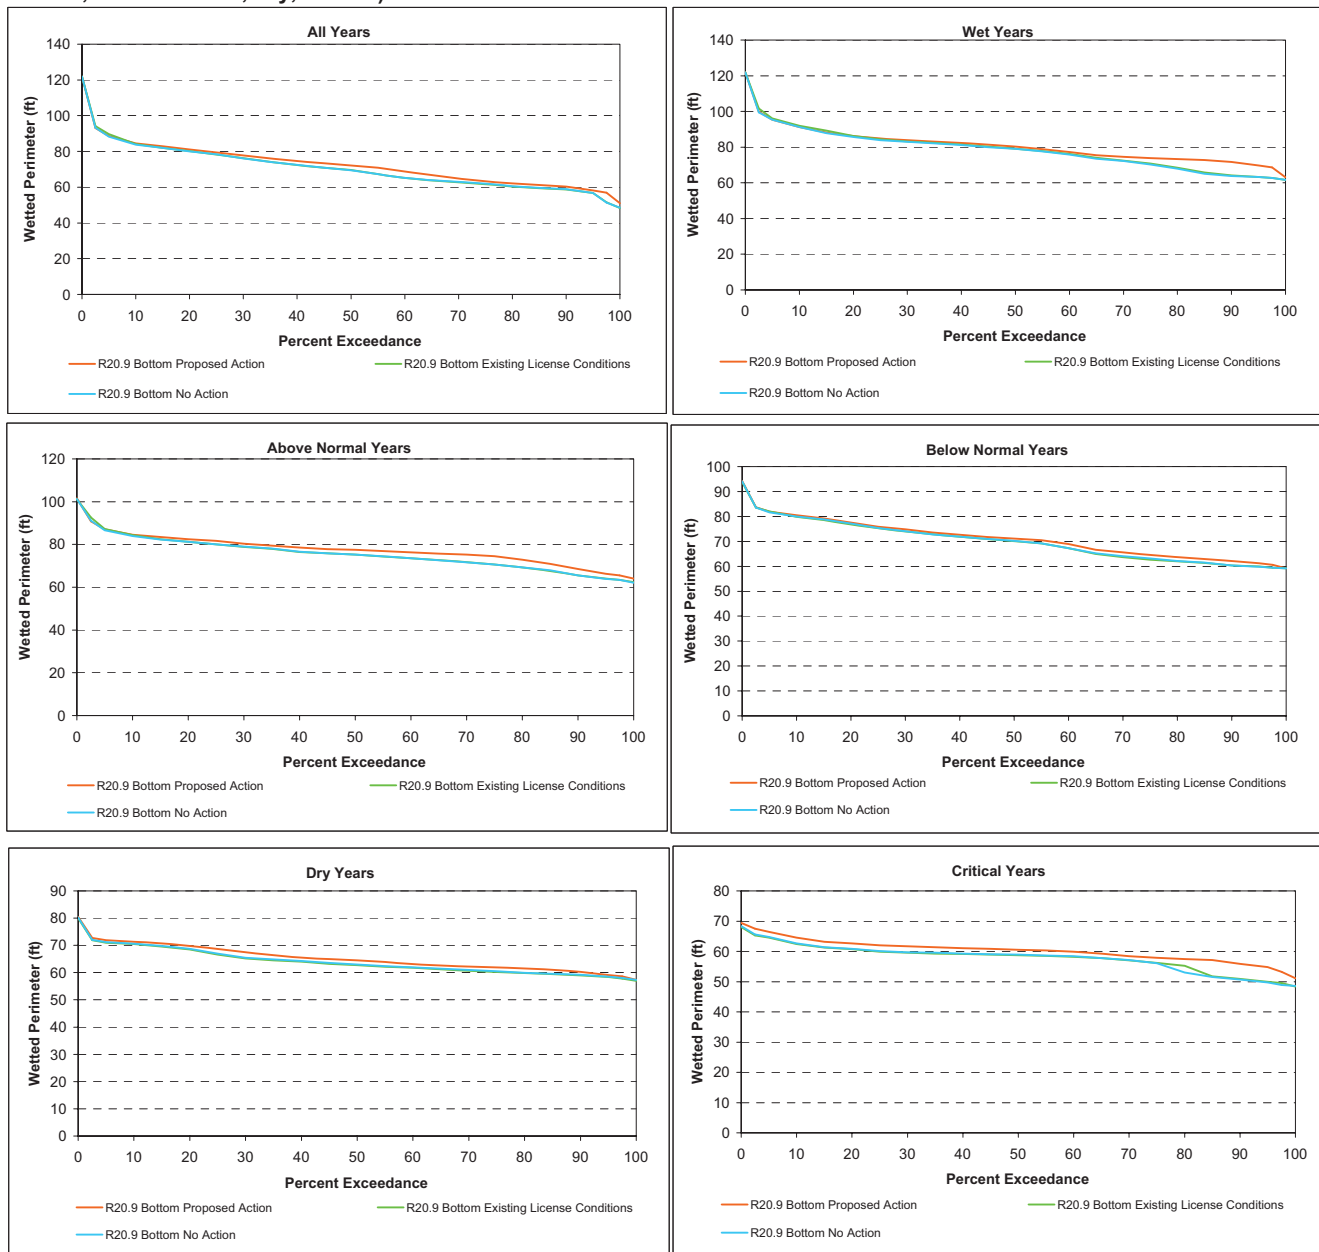 All Years
Wetted Perimeter (ft)
140
120
100
80
60
40
20
0
0 10 20 30 40 50 60 70 80 90 100
Percent Exceedance
R20.9 Bottom Proposed Action
R20.9 Bottom Existing License Conditions
R20.9 Bottom No Action
Wet Years
Wetted Perimeter (ft)
140
120
100
80
60
40
20
0
0 10 20 30 40 50 60 70 80 90 100
Percent Exceedance
R20.9 Bottom Proposed Action
R20.9 Bottom Existing License Conditions
R20.9 Bottom No Action
Above Normal Years
Wetted Perimeter (ft)
120
100
80
60
40
20
0
0 10 20 30 40 50 60 70 80 90 100
Percent Exceedance
R20.9 Bottom Proposed Action
R20.9 Bottom Existing License Conditions
R20.9 Bottom No Action
P
Below Normal Years
Wetted Perimeter (ft)
100
90
80
70
60
50
40
30
20
10
0
0 10 20 30 40 50 60 70 80 90 100
Percent Exceedance
R20.9 Bottom Proposed Action
R20.9 Bottom Existing License Conditions
R20.9 Bottom No Action
Dry Years
Wetted Perimeter (ft)
90
80
70
60
50
40
30
20
10
0
0 10 20 30 40 50 60 70 80 90 100
Percent Exceedance
R20.9 Bottom Proposed Action
R20.9 Bottom Existing License Conditions
R20.9 Bottom No Action
Critical Years
Wetted Perimeter (ft)
80
70
60
50
40
30
20
10
0
0 10 20 30 40 50 60 70 80 90 100
Percent Exceedance
R20.9 Bottom Proposed Action
R20.9 Bottom Existing License Conditions
R20.9 Bottom No Action